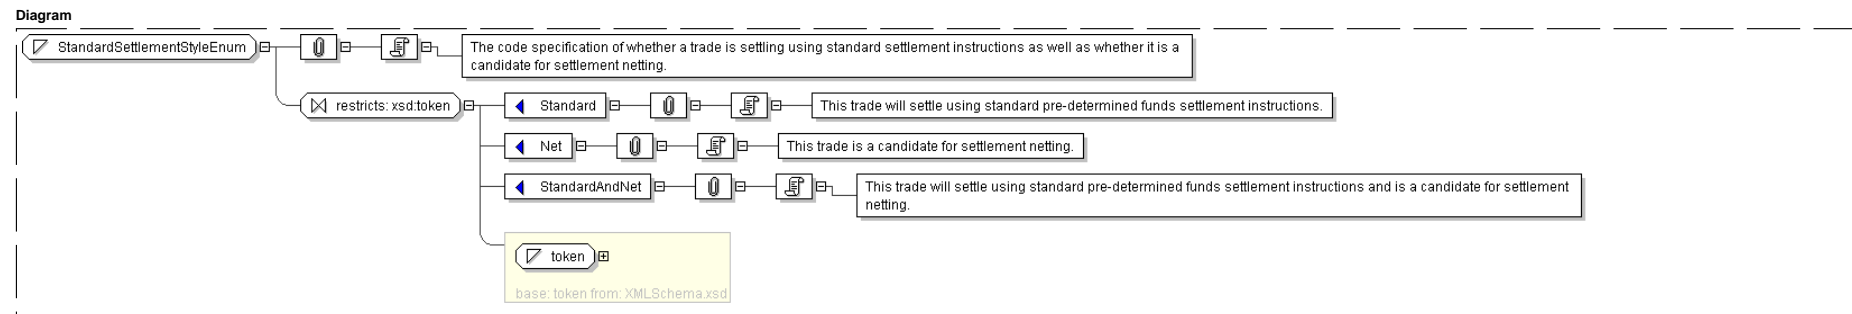 Diagram
StandardSettlementStyleEnum
The code specification of whether a trade is settling using standard settlement instructions as well as whether it is a
candidate for settlement netting.
restricts: xsd:token
Standard
This trade will settle using standard pre-determined funds settlement instructions.
Net
This trade is a candidate for settlement netting.
StandardAndNet
This trade will settle using standard pre-determined funds settlement instructions and is a candidate for settlement
netting.
token
base: token from: XMLSchema.xsd